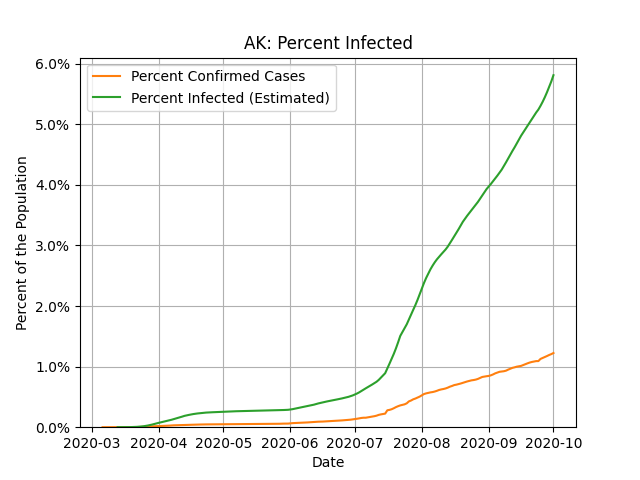 AK: Percent Infected
Percent Confirmed Cases
Percent Infected (Estimated)
Percent of the Population
6.0%
5.0%
4.0%
3.0%
2.0%
1.0%
0.0%
2020-03 2020-04 2020-05 2020-06 2020-07 2020-08 2020-09 2020-10
Date